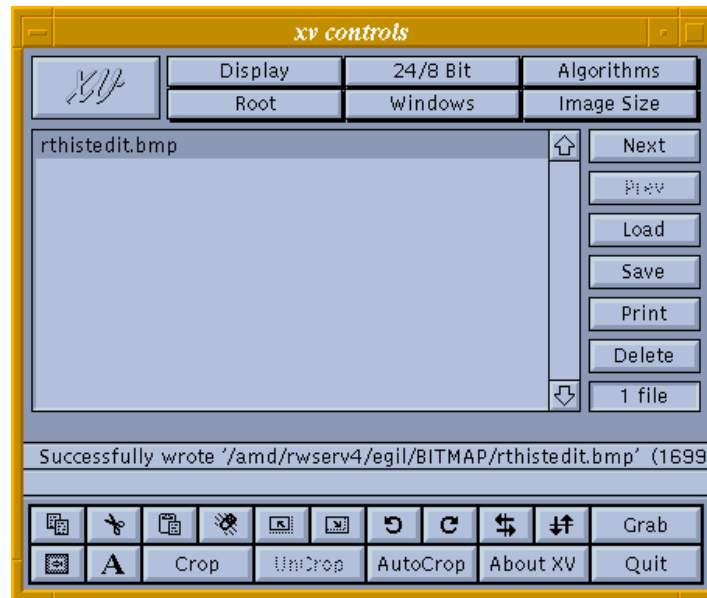 xv controls
XV Display 24/8 Bit Algorithms
Root Windows Image Size
rthistedit.bmp Next
Prev
Load
Save
Print
Delete
1 file
Successfully wrote '/amd/rwserv4/egil/BITMAP/rthistedit.bmp' (1699
Grab
A Crop UnCrop AutoCrop About XV Quit